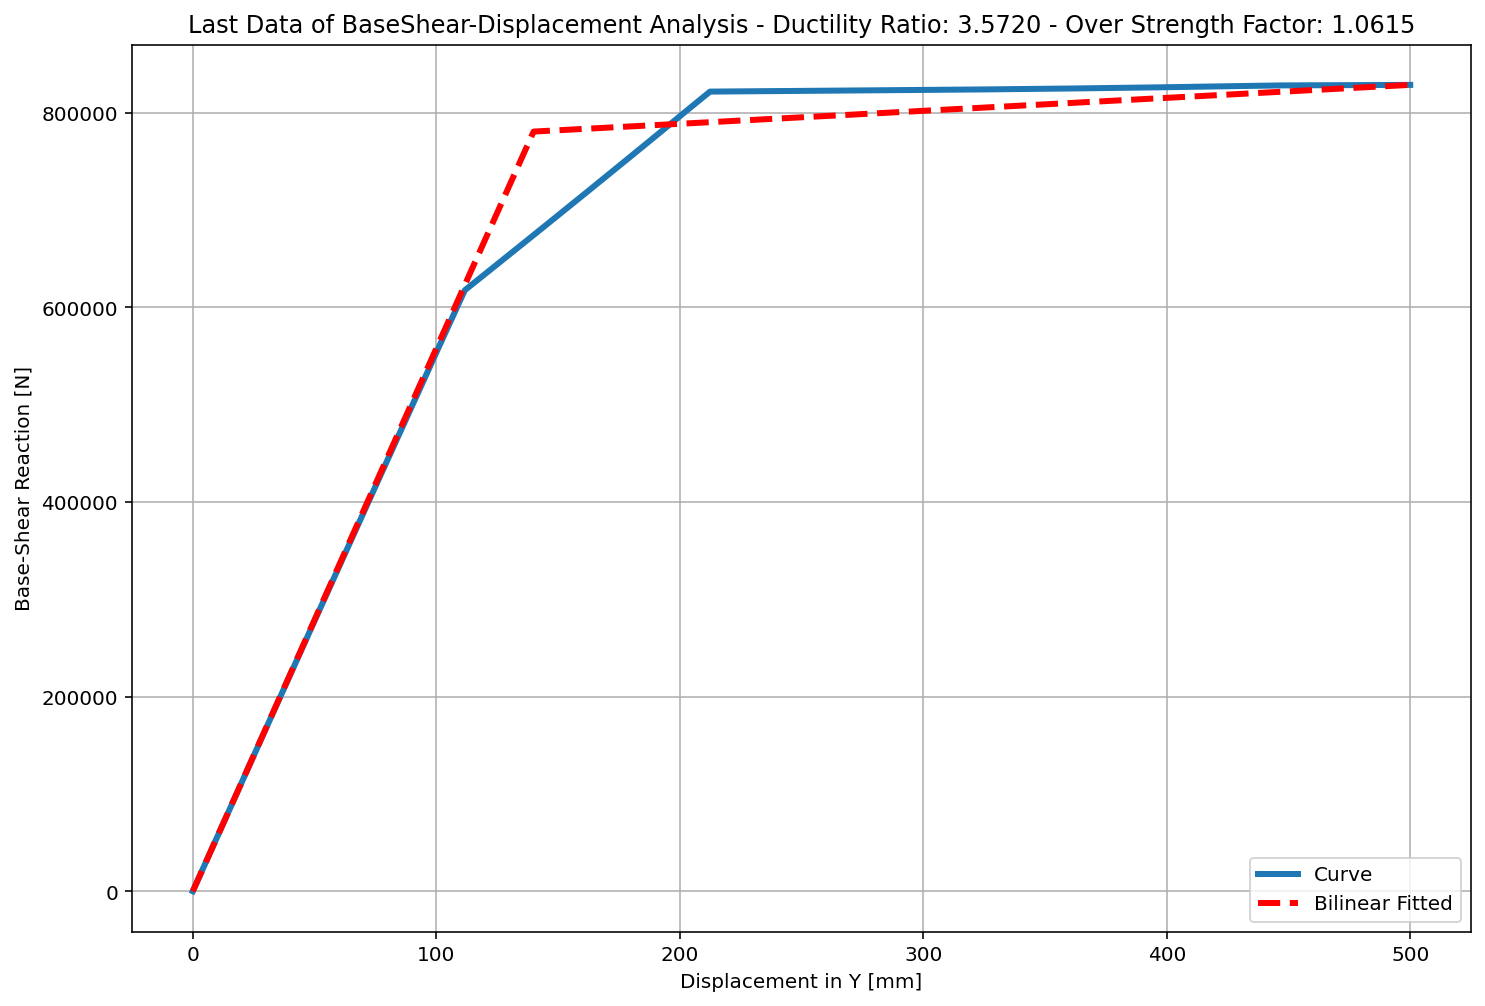 Last Data of BaseShear-Displacement Analysis - Ductility Ratio: 3.5720 - Over Strength Factor: 1.0615
Base-Shear Reaction [N]
800000
600000
400000
200000
0
0 100 200 300 400 500
Displacement in Y [mm]
Curve
Bilinear Fitted